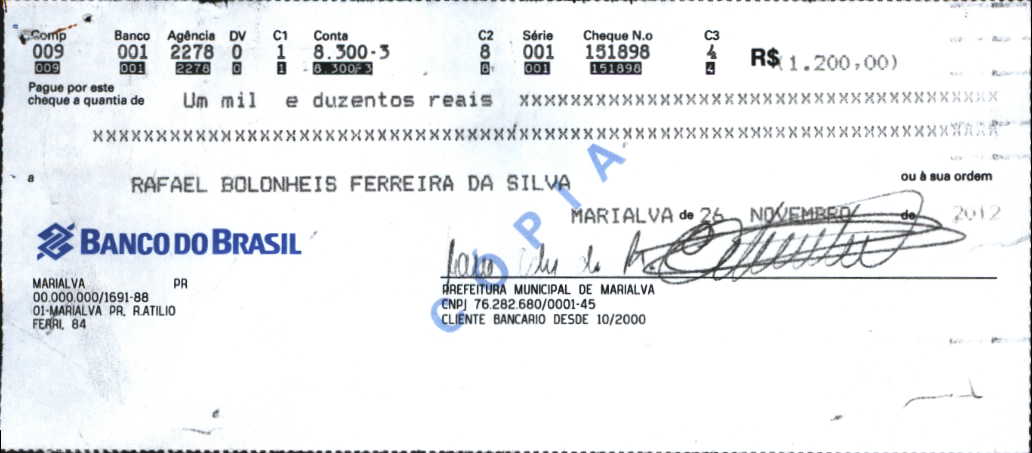 Comp Banco Agência DV C1 Conta C2 Série Cheque N.o C3
009 001 2278 0 1 8.300-3 8 001 151898 4 R$ (1.200,00)
009 001 2278 0 1 8.300-3 8 001 151898 4
Pague por este
cheque a quantia de Um mil e duzentos reais xxxxxxxxxxxxxxxxxxxxxxxxxxxxxxxxxxxxxxxxxxxx
xxxxxxxxxxxxxxxxxxxxxxxxxxxxxxxxxxxxxxxxxxxxxxxxxxxxxxxxxxxxxxxxxxxxxxxxxxxxxxxx
a RAFAEL BOLONHEIS FERREIRA DA SILVA ou à sua ordem
MARIALVA de 26 NOVEMBRO de 2012
BANCO DO BRASIL
MARIALVA PR
00.000.000/1691-88
01-MARIALVA PR. R.ATILIO
FERRI, 84
PREFEITURA MUNICIPAL DE MARIALVA
CNPJ 76.282.680/0001-45
CLIENTE BANCARIO DESDE 10/2000
CÓPIA